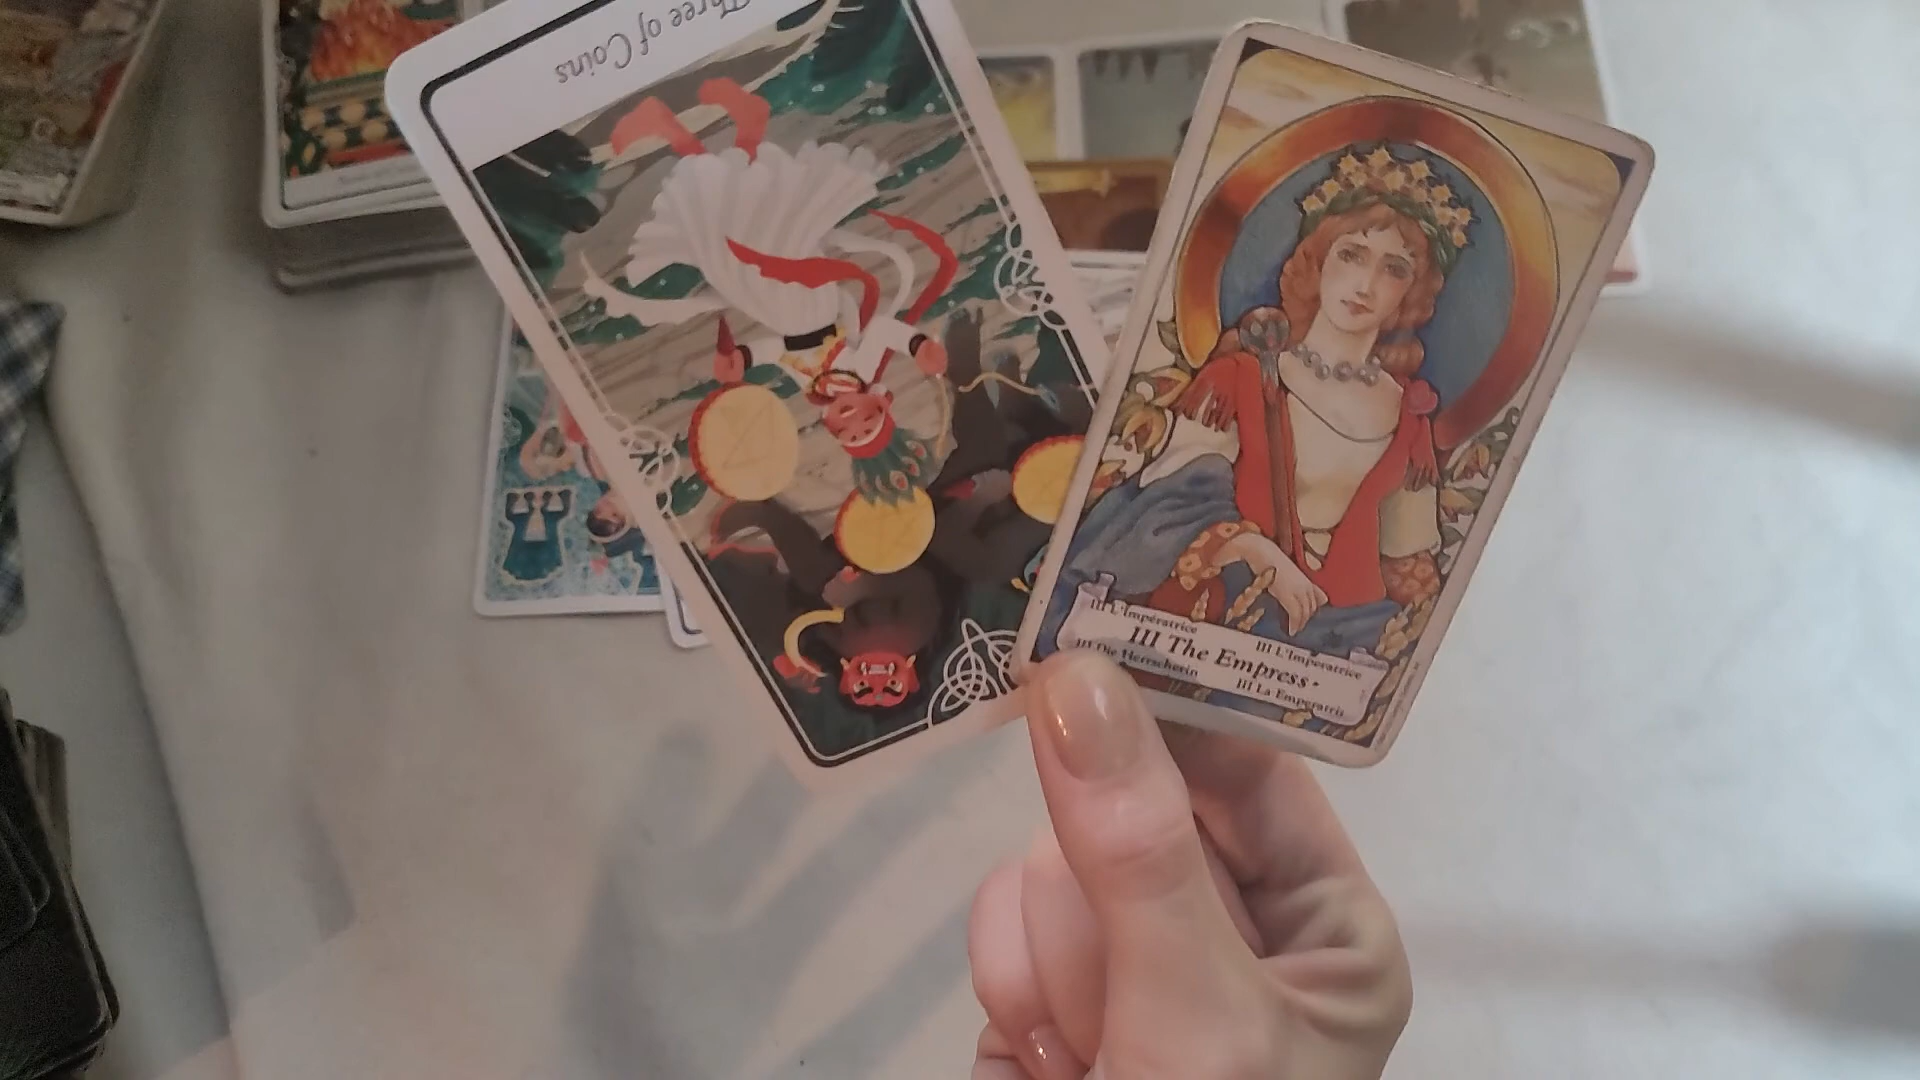 Three of Coins
III L'Impératrice
III L'Imperatrice
III The Empress
III Die Herrscherin
III La Emperatriz